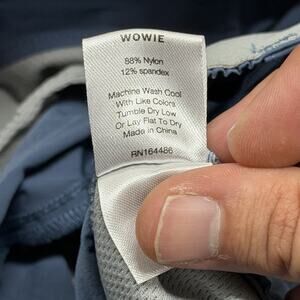 WOWIE
88% Nylon
12% spandex
Machine Wash Cool
With Like Colors
Tumble Dry Low
Or Lay Flat To Dry
Made in China
RN164486